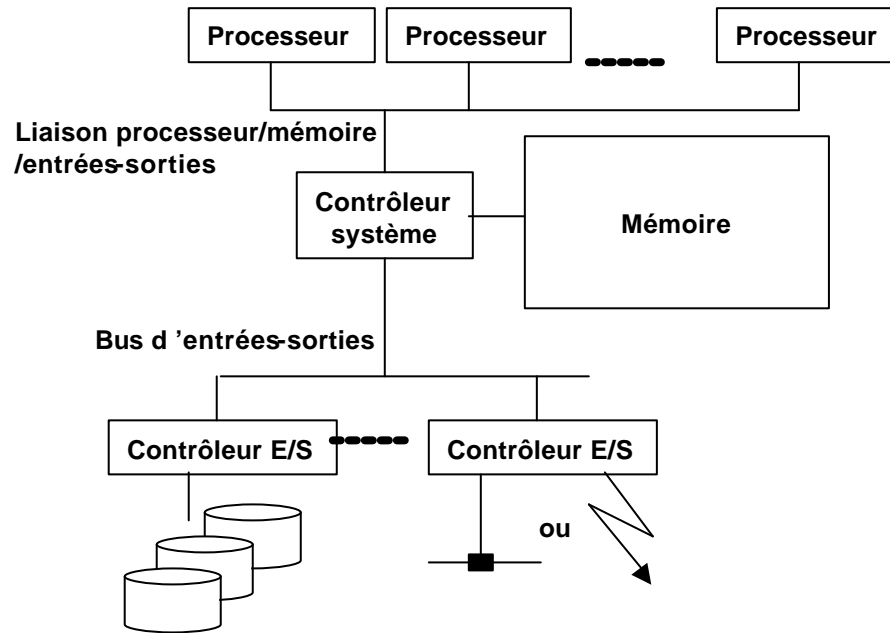 Processeur
Processeur
Processeur
Liaison processeur/mémoire
/entrées-sorties
Contrôleur
système
Mémoire
Bus d ’entrées-sorties
Contrôleur E/S
Contrôleur E/S
ou